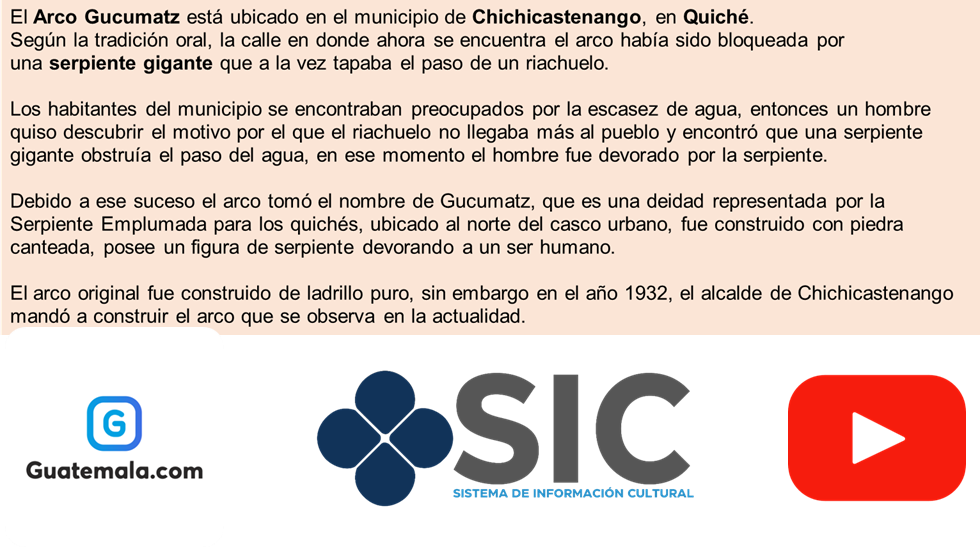 El Arco Gucumatz está ubicado en el municipio de Chichicastenango, en Quiché.
Según la tradición oral, la calle en donde ahora se encuentra el arco había sido bloqueada por
una serpiente gigante que a la vez tapaba el paso de un riachuelo.
Los habitantes del municipio se encontraban preocupados por la escasez de agua, entonces un hombre
quiso descubrir el motivo por el que el riachuelo no llegaba más al pueblo y encontró que una serpiente
gigante obstruía el paso del agua, en ese momento el hombre fue devorado por la serpiente.
Debido a ese suceso el arco tomó el nombre de Gucumatz, que es una deidad representada por la
Serpiente Emplumada para los quichés, ubicado al norte del casco urbano, fue construido con piedra
canteada, posee un figura de serpiente devorando a un ser humano.
El arco original fue construido de ladrillo puro, sin embargo en el año 1932, el alcalde de Chichicastenango
mandó a construir el arco que se observa en la actualidad.
G
Guatemala.com
SIC
SISTEMA DE INFORMACIÓN CULTURAL